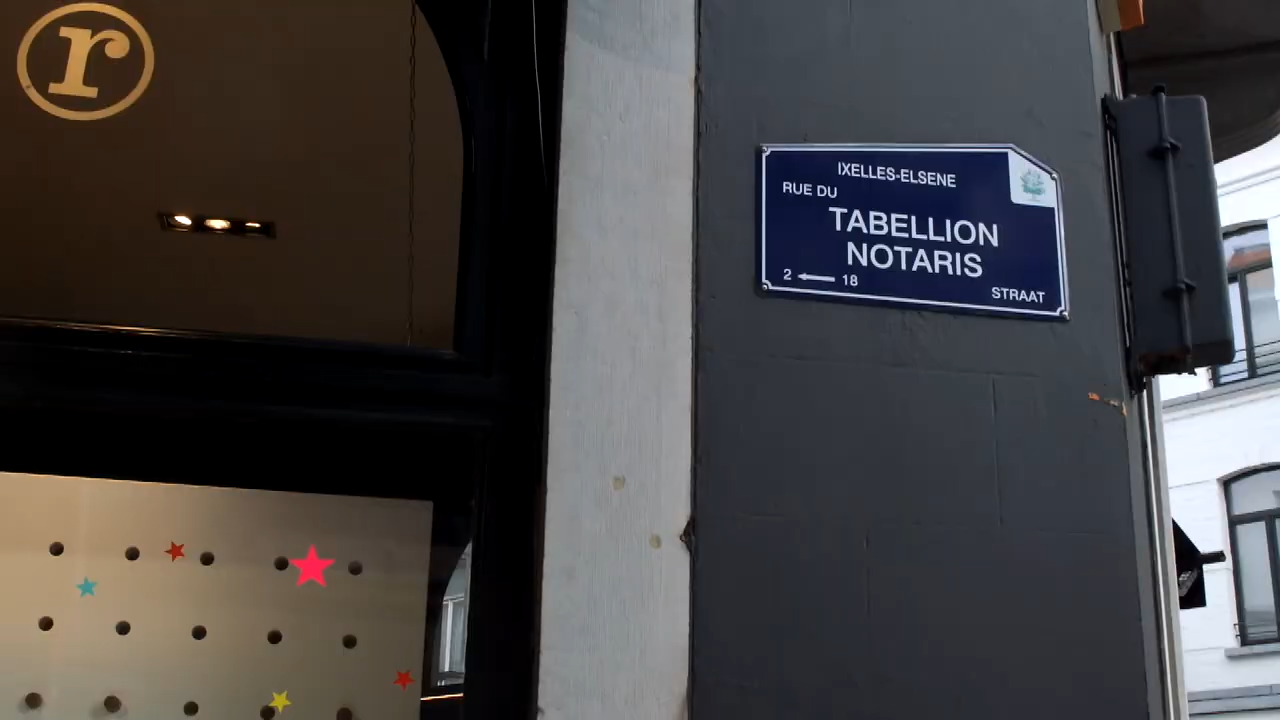 r
IXELLES-ELSENE
RUE DU
TABELLION
NOTARIS
2 ← 18
STRAAT